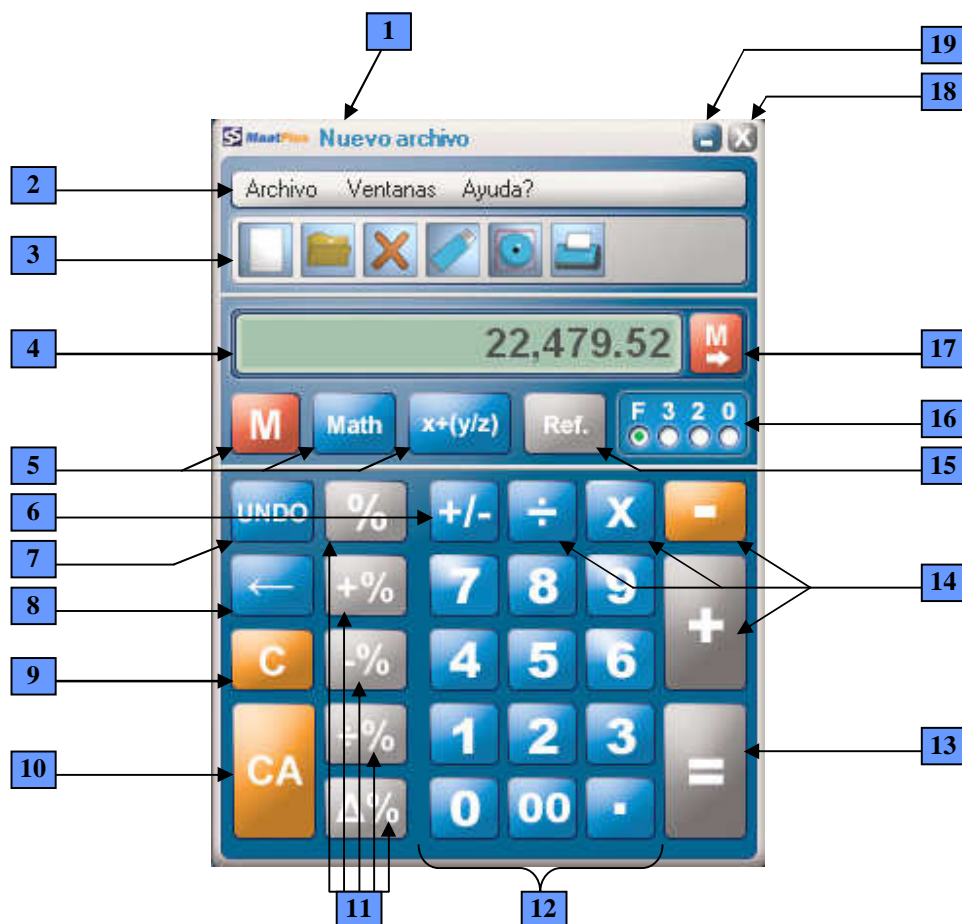 1
19
18
MaatPlus Nuevo archivo
2
Archivo Ventanas Ayuda?
3
4
22,479.52
M
17
M Math x+(y/z) Ref.
F 3 2 0
16
5
15
6
UNDO % +/- ÷ X -
7
← +% 7 8 9 +
14
8
C -% 4 5 6
9
÷% 1 2 3
13
10
CA =
Δ% 0 00 .
11
12